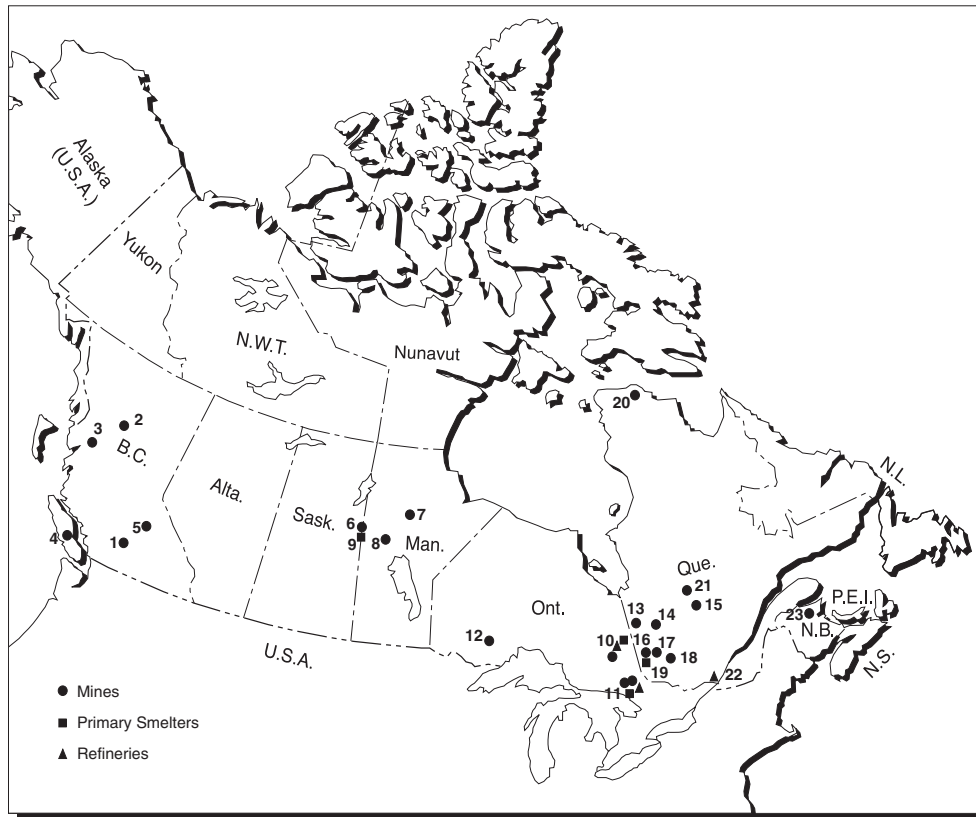 Alaska
(U.S.A.)
Yukon
N.W.T.
Nunavut
20
3
2
B.C.
Alta.
Sask.
Man.
N.L.
4
1
5
6
9
8
7
Que.
21
15
Ont.
13
14
P.E.I.
23
N.B.
N.S.
12
10
16
17
18
19
22
11
U.S.A.
Mines
Primary Smelters
Refineries